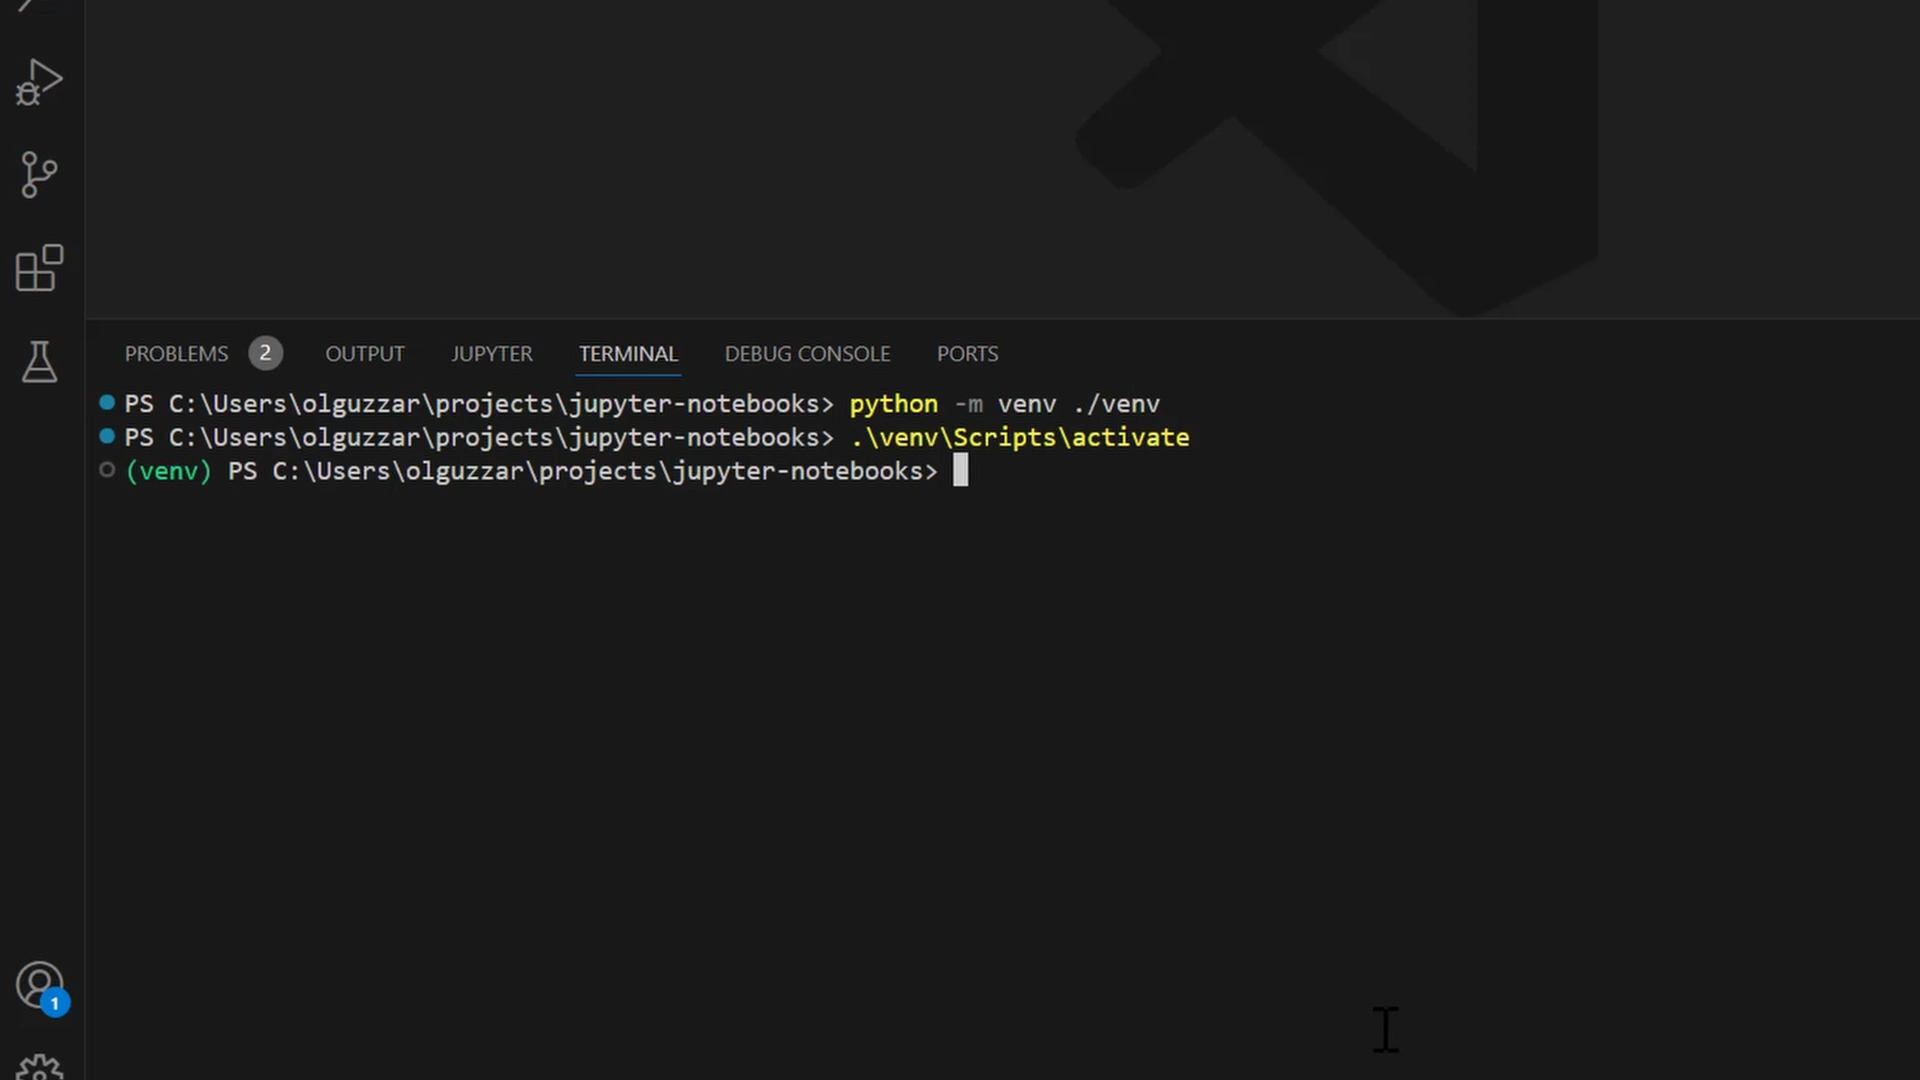 PROBLEMS 2 OUTPUT JUPYTER TERMINAL DEBUG CONSOLE PORTS
PS C:\Users\olguzzar\projects\jupyter-notebooks> python -m venv ./venv
PS C:\Users\olguzzar\projects\jupyter-notebooks> .\venv\Scripts\activate
(venv) PS C:\Users\olguzzar\projects\jupyter-notebooks>
1